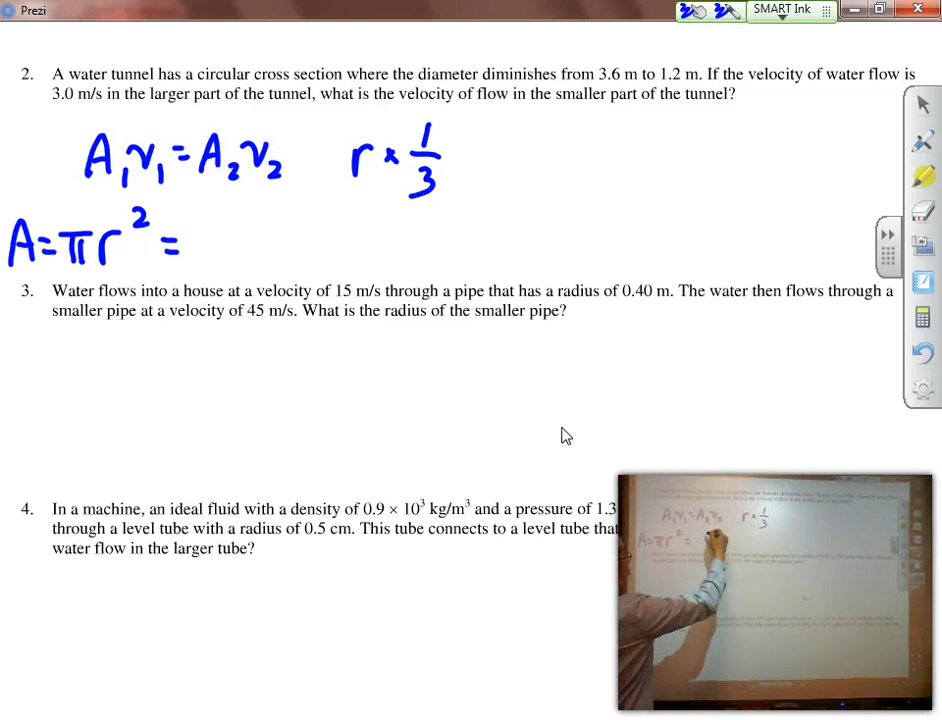 Prezi
SMART Ink
2. A water tunnel has a circular cross section where the diameter diminishes from 3.6 m to 1.2 m. If the velocity of water flow is
3.0 m/s in the larger part of the tunnel, what is the velocity of flow in the smaller part of the tunnel?
A₁v₁=A₂v₂ r × 1/3
A=πr² =
3. Water flows into a house at a velocity of 15 m/s through a pipe that has a radius of 0.40 m. The water then flows through a
smaller pipe at a velocity of 45 m/s. What is the radius of the smaller pipe?
4. In a machine, an ideal fluid with a density of 0.9 × 10³ kg/m³ and a pressure of 1.3
through a level tube with a radius of 0.5 cm. This tube connects to a level tube that
water flow in the larger tube?
A₁v₁=A₂v₂ r × 1/3
A=πr² =